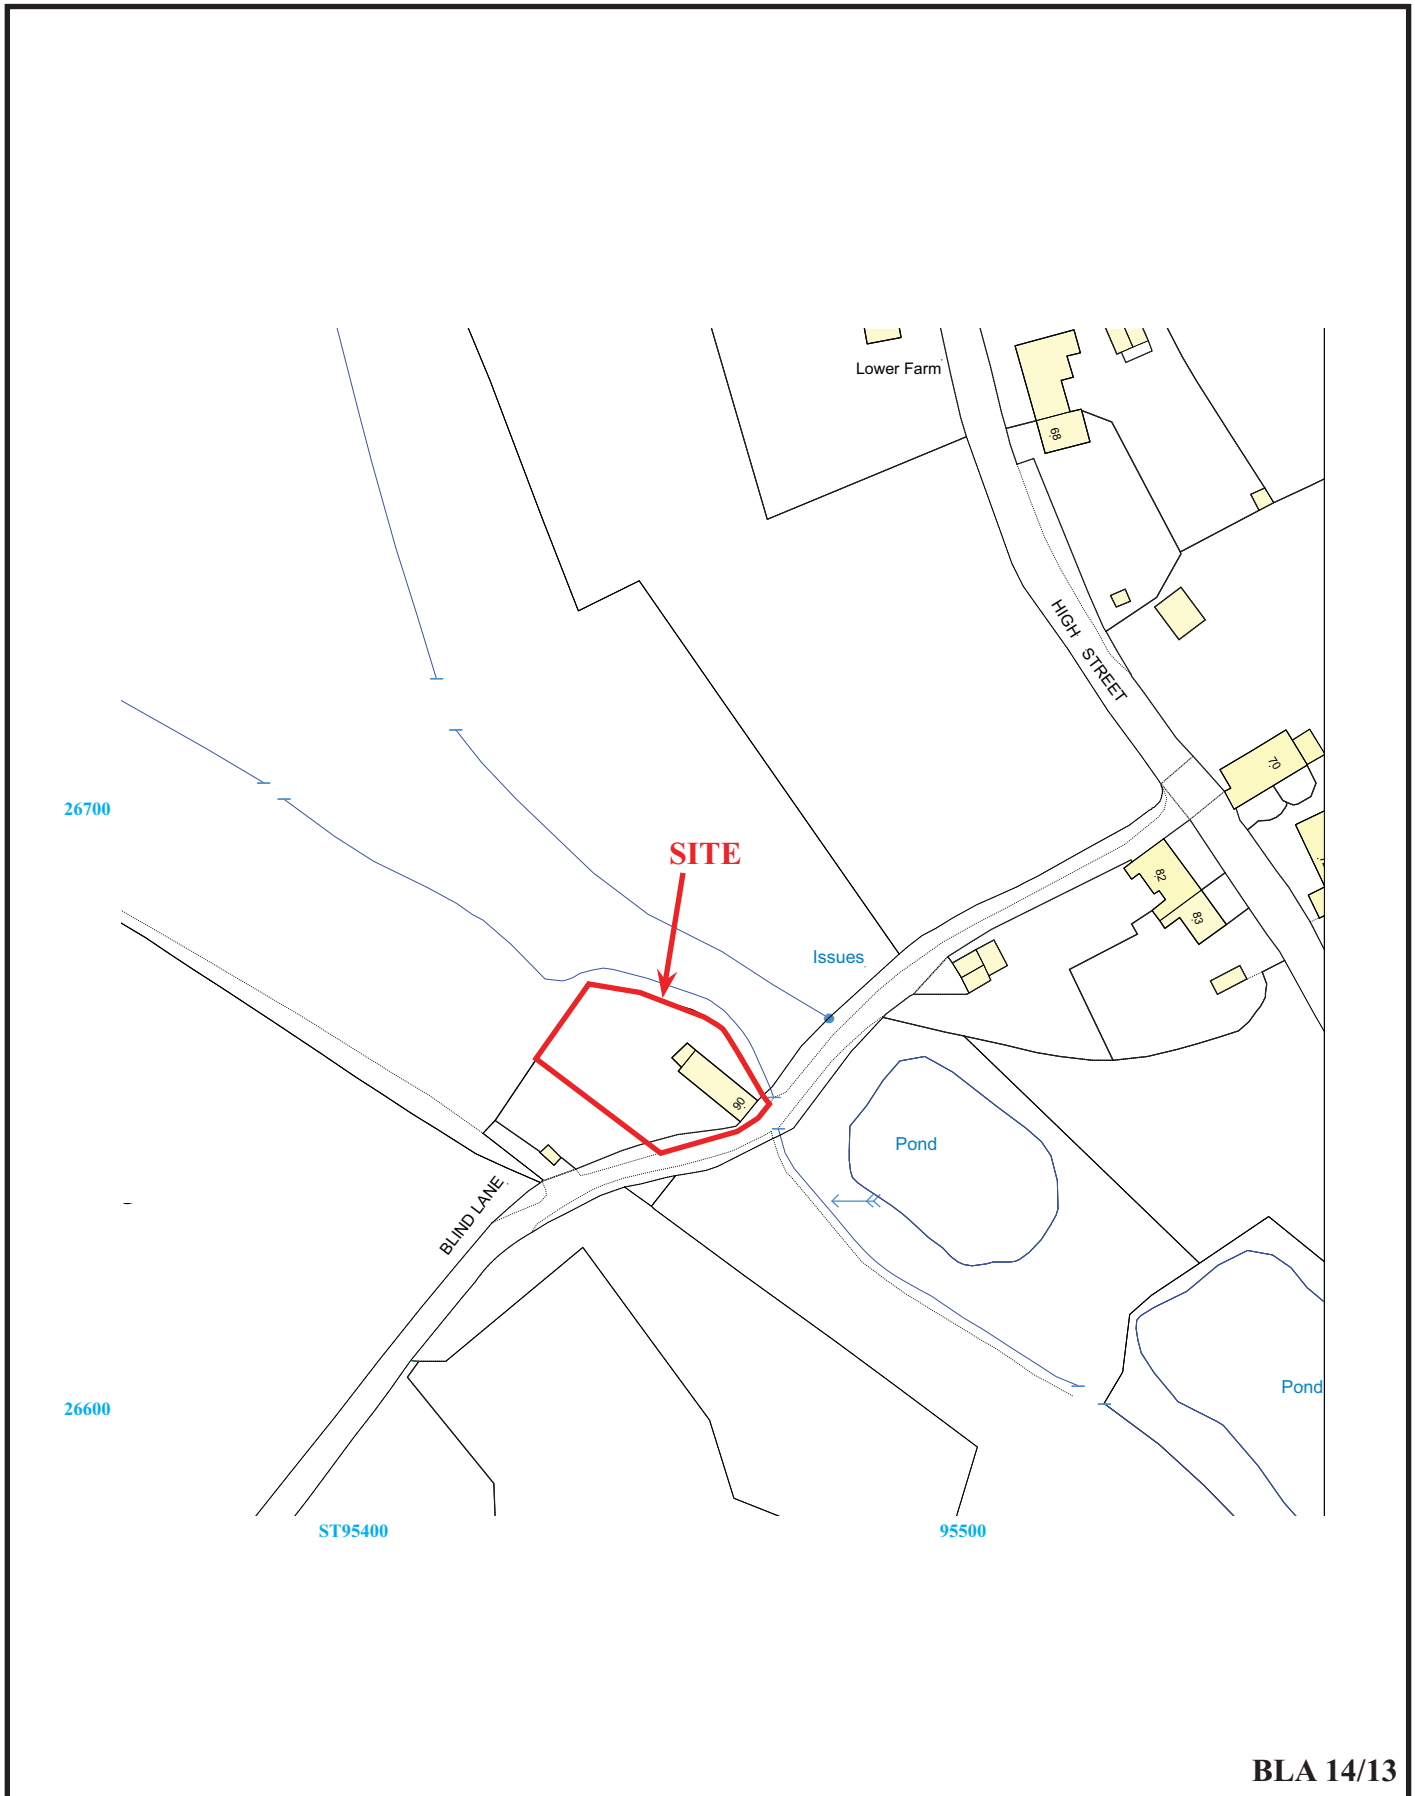 Lower Farm
68
HIGH STREET
70
26700
SITE
82
83
Issues
90
Pond
BLIND LANE
Pond
26600
ST95400
95500
BLA 14/13